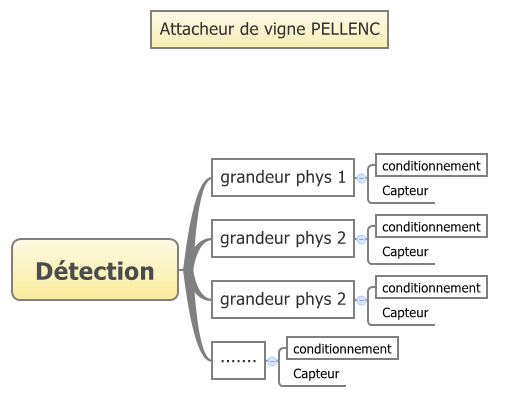 Attacheur de vigne PELLENC
grandeur phys 1
conditionnement
Capteur
grandeur phys 2
conditionnement
Capteur
Détection
grandeur phys 2
conditionnement
Capteur
.......
conditionnement
Capteur